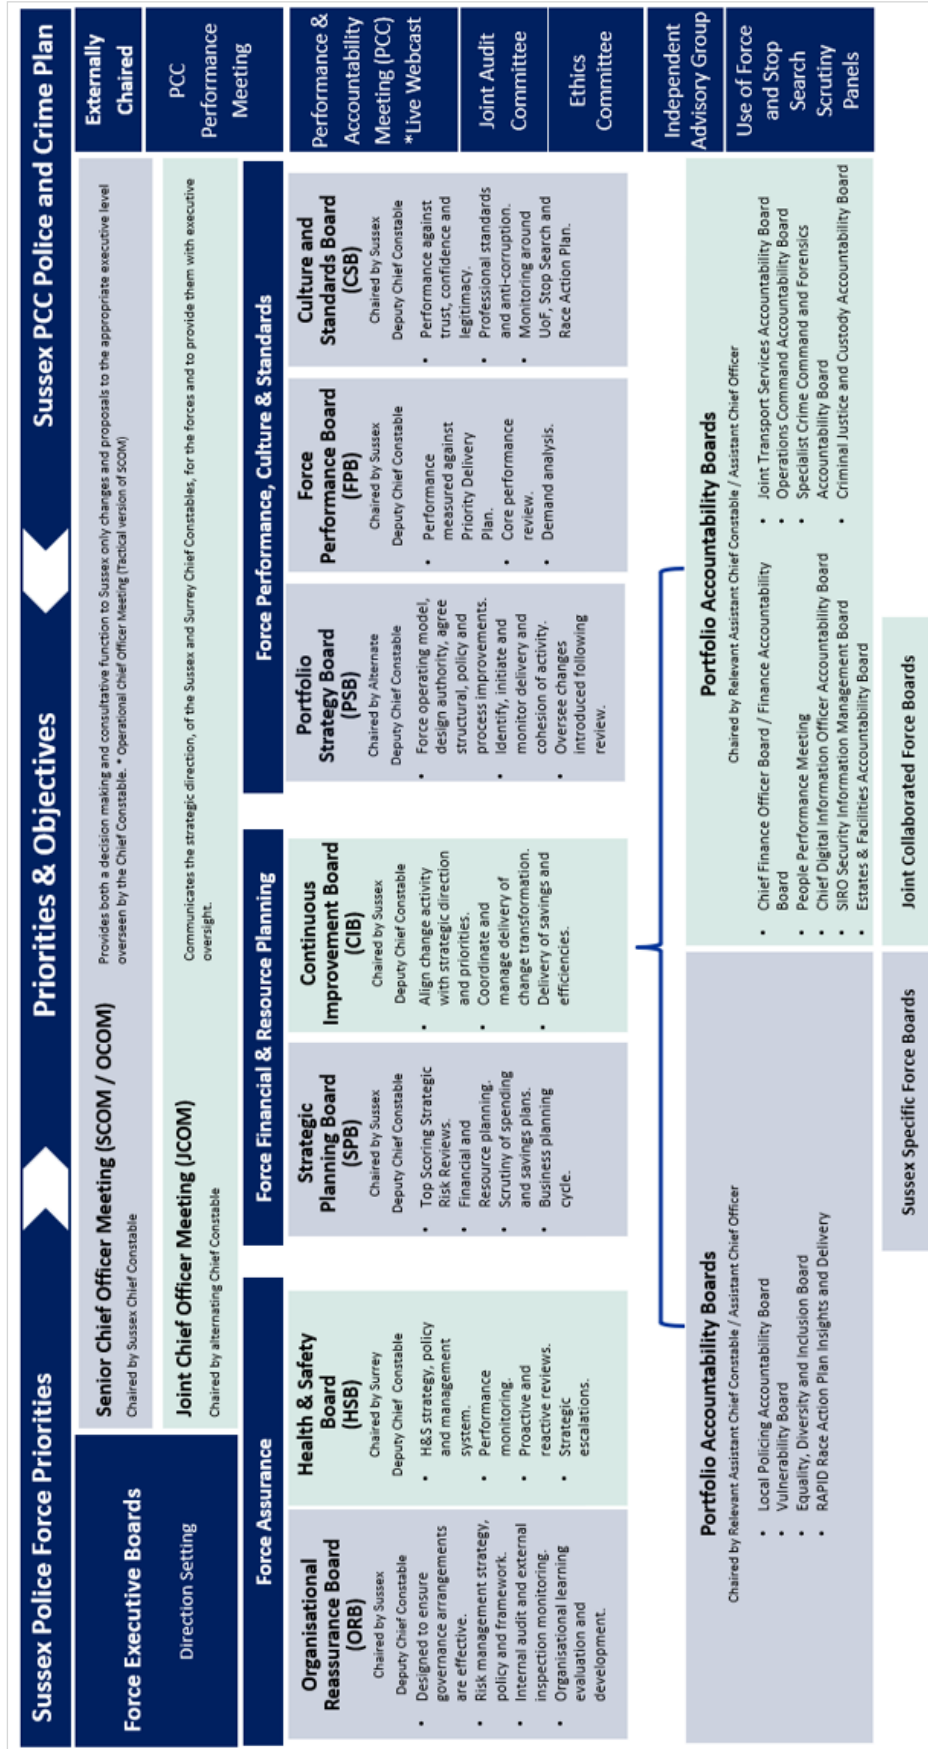 Sussex Police Force Priorities
Priorities & Objectives
Sussex PCC Police and Crime Plan
Force Executive Boards
Direction Setting
Senior Chief Officer Meeting (SCOM / OCOM)
Chaired by Sussex Chief Constable
Provides both a decision making and consultative function to Sussex only changes and proposals to the appropriate executive level
overseen by the Chief Constable. * Operational Chief Officer Meeting (Tactical version of SCOM)
Joint Chief Officer Meeting (JCOM)
Chaired by alternating Chief Constable
Communicates the strategic direction, of the Sussex and Surrey Chief Constables, for the forces and to provide them with executive
oversight.
Externally
Chaired
PCC
Performance
Meeting
Force Assurance
Force Financial & Resource Planning
Force Performance, Culture & Standards
Organisational
Reassurance Board
(ORB)
Chaired by Sussex
Deputy Chief Constable
• Designed to ensure
governance arrangements
are effective.
• Risk management strategy,
policy and framework.
• Internal audit and external
inspection monitoring.
• Organisational learning
evaluation and
development.
Health & Safety
Board
(HSB)
Chaired by Surrey
Deputy Chief Constable
• H&S strategy, policy
and management
system.
• Performance
monitoring.
• Proactive and
reactive reviews.
• Strategic
escalations.
Strategic
Planning Board
(SPB)
Chaired by Sussex
Deputy Chief Constable
• Top Scoring Strategic
Risk Reviews.
• Financial and
Resource planning.
• Scrutiny of spending
and savings plans.
• Business planning
cycle.
Continuous
Improvement Board
(CIB)
Chaired by Sussex
Deputy Chief Constable
• Align change activity
with strategic direction
and priorities.
• Coordinate and
manage delivery of
change transformation.
• Delivery of savings and
efficiencies.
Portfolio
Strategy Board
(PSB)
Chaired by Alternate
Deputy Chief Constable
• Force operating model,
design authority, agree
structural, policy and
process improvements.
• Identify, initiate and
monitor delivery and
cohesion of activity.
• Oversee changes
introduced following
review.
Force
Performance Board
(FPB)
Chaired by Sussex
Deputy Chief Constable
• Performance
measured against
Priority Delivery
Plan.
• Core performance
review.
• Demand analysis.
Culture and
Standards Board
(CSB)
Chaired by Sussex
Deputy Chief Constable
• Performance against
trust, confidence and
legitimacy.
• Professional standards
and anti-corruption.
• Monitoring around
UoF, Stop Search and
Race Action Plan.
Performance &
Accountability
Meeting (PCC)
*Live Webcast
Joint Audit
Committee
Ethics
Committee
Independent
Advisory Group
Use of Force
and Stop
Search
Scrutiny
Panels
Portfolio Accountability Boards
Chaired by Relevant Assistant Chief Constable / Assistant Chief Officer
• Local Policing Accountability Board
• Vulnerability Board
• Equality, Diversity and Inclusion Board
• RAPID Race Action Plan Insights and Delivery
Portfolio Accountability Boards
Chaired by Relevant Assistant Chief Constable / Assistant Chief Officer
• Chief Finance Officer Board / Finance Accountability
Board
• People Performance Meeting
• Chief Digital Information Officer Accountability Board
• SIRO Security Information Management Board
• Estates & Facilities Accountability Board
• Joint Transport Services Accountability Board
• Operations Command Accountability Board
• Specialist Crime Command and Forensics
Accountability Board
• Criminal Justice and Custody Accountability Board
Sussex Specific Force Boards
Joint Collaborated Force Boards